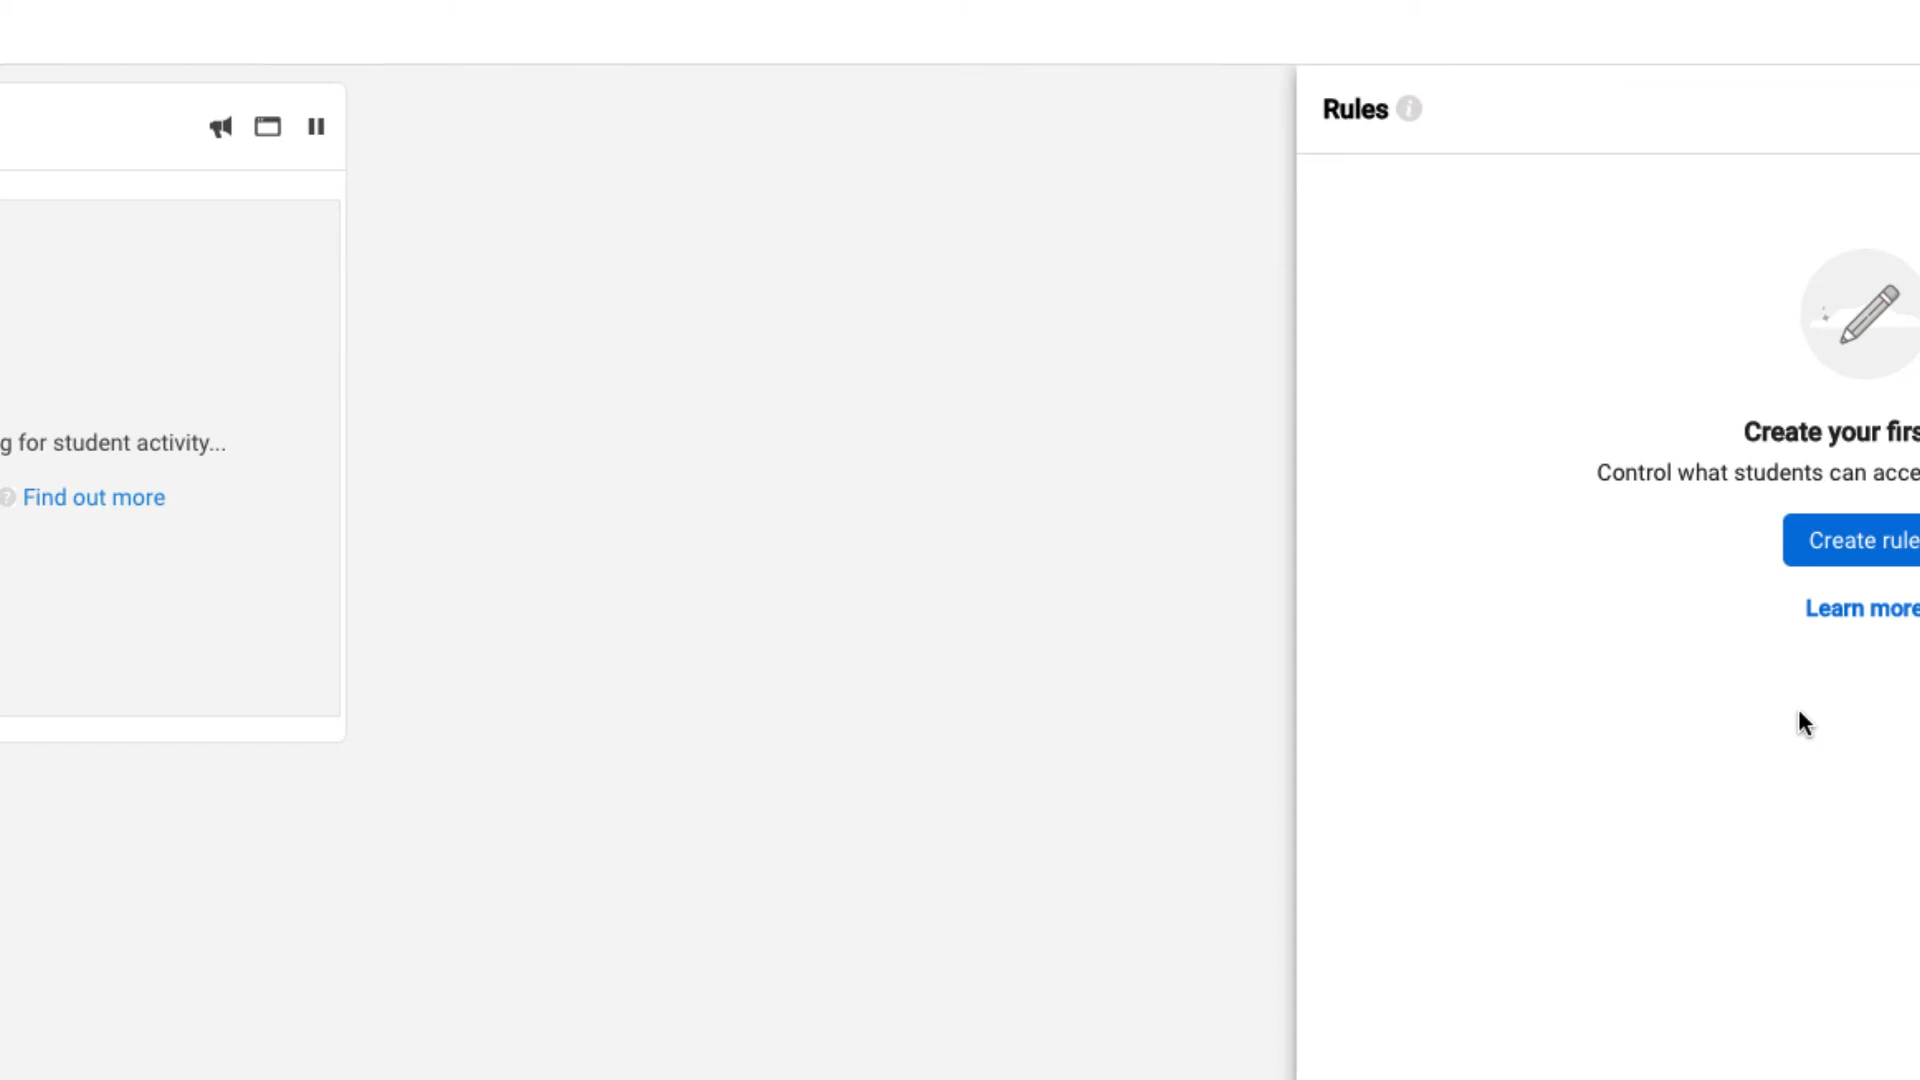 Rules
g for student activity...
Find out more
Create your firs
Control what students can acce
Create rule
Learn more